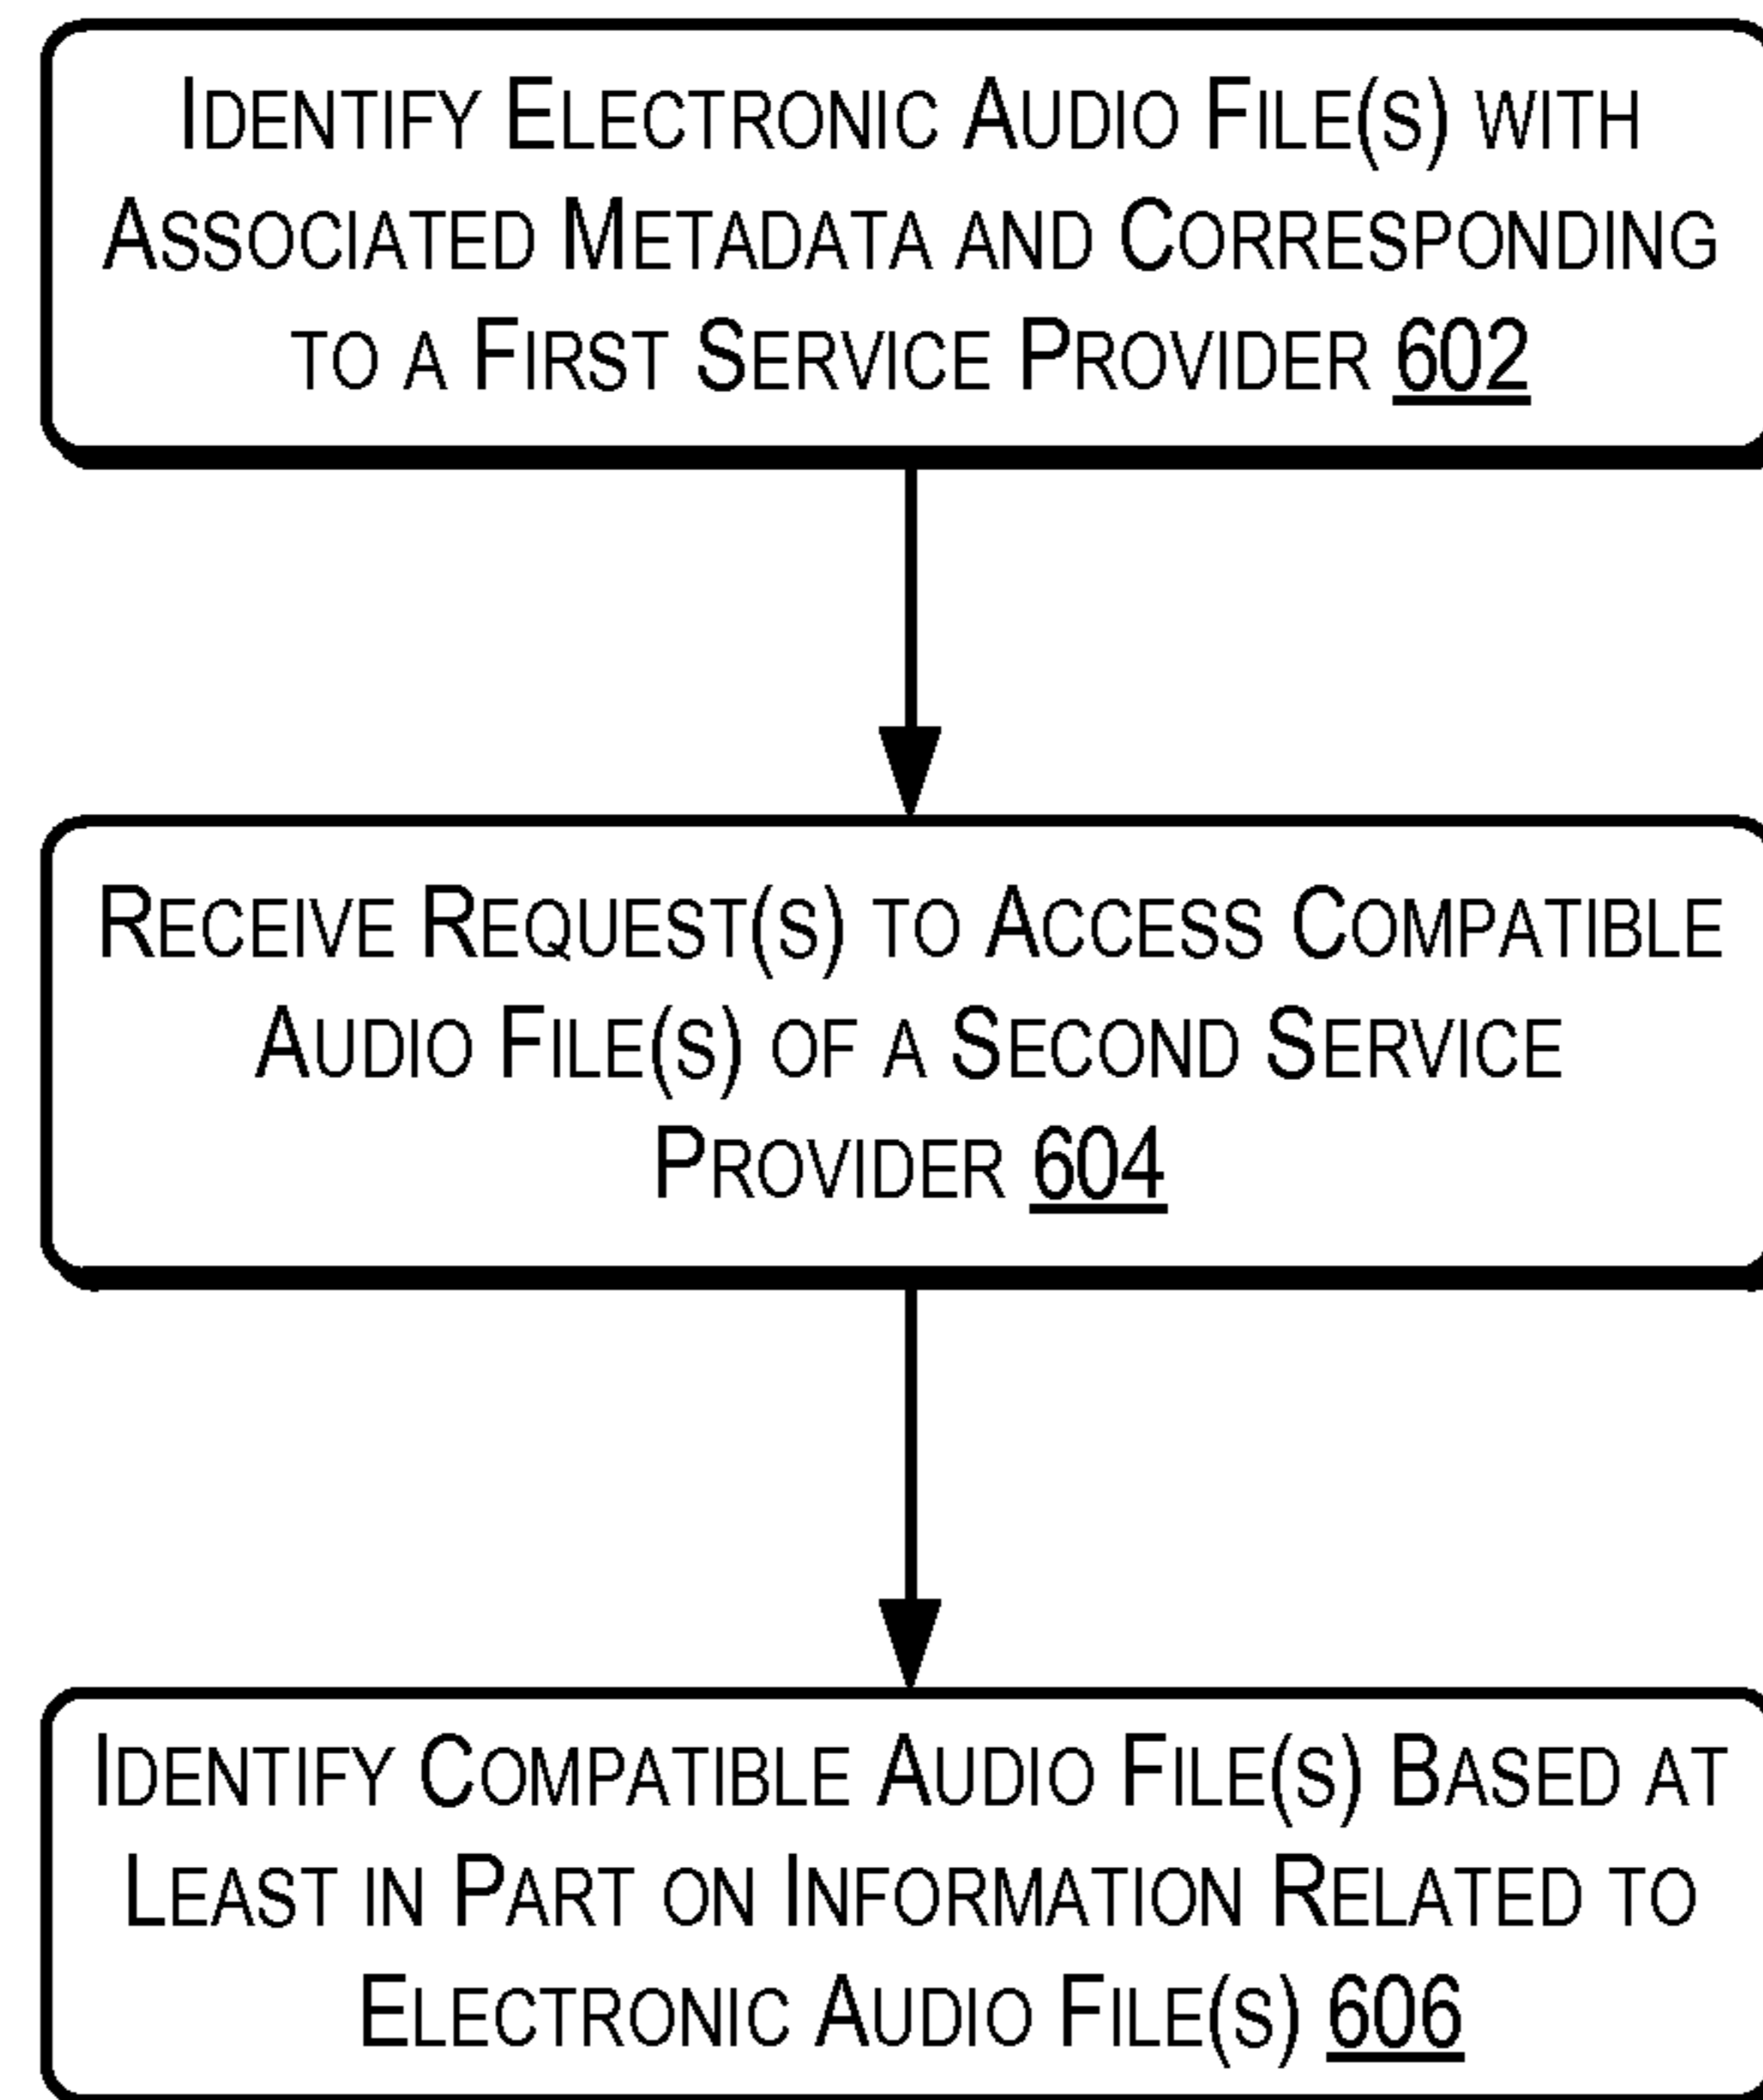 IDENTIFY ELECTRONIC AUDIO FILE(S) WITH
ASSOCIATED METADATA AND CORRESPONDING
TO A FIRST SERVICE PROVIDER 602
RECEIVE REQUEST(S) TO ACCESS COMPATIBLE
AUDIO FILE(S) OF A SECOND SERVICE
PROVIDER 604
IDENTIFY COMPATIBLE AUDIO FILE(S) BASED AT
LEAST IN PART ON INFORMATION RELATED TO
ELECTRONIC AUDIO FILE(S) 606